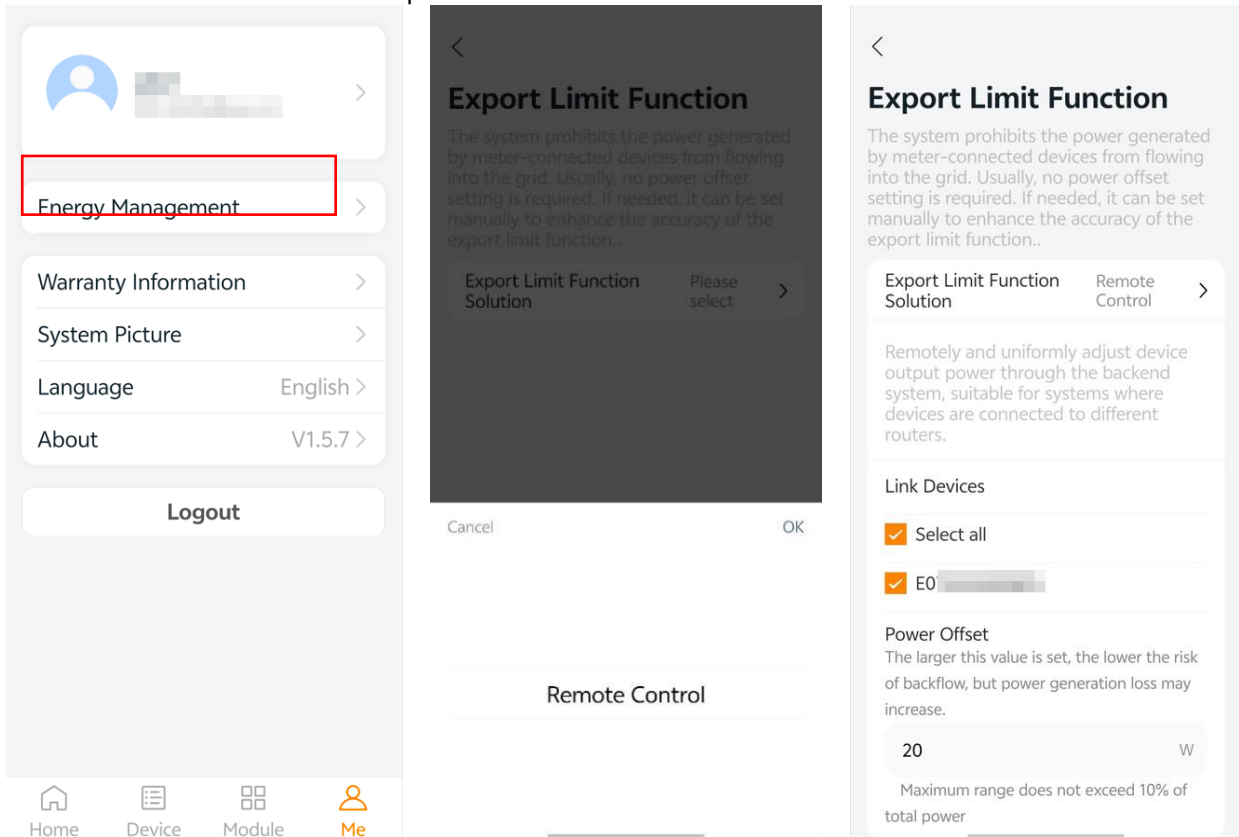 Energy Management
Warranty Information
System Picture
Language English
About V1.5.7
Logout
Home Device Module Me
Export Limit Function
The system prohibits the power generated
by meter-connected devices from flowing
into the grid. Usually, no power offset
setting is required. If needed, it can be set
manually to enhance the accuracy of the
export limit function..
Export Limit Function
Solution
Please
select
Cancel OK
Remote Control
Export Limit Function
The system prohibits the power generated
by meter-connected devices from flowing
into the grid. Usually, no power offset
setting is required. If needed, it can be set
manually to enhance the accuracy of the
export limit function..
Export Limit Function
Solution
Remote
Control
Remotely and uniformly adjust device
output power through the backend
system, suitable for systems where
devices are connected to different
routers.
Link Devices
Select all
E0
Power Offset
The larger this value is set, the lower the risk
of backflow, but power generation loss may
increase.
20 W
Maximum range does not exceed 10% of
total power